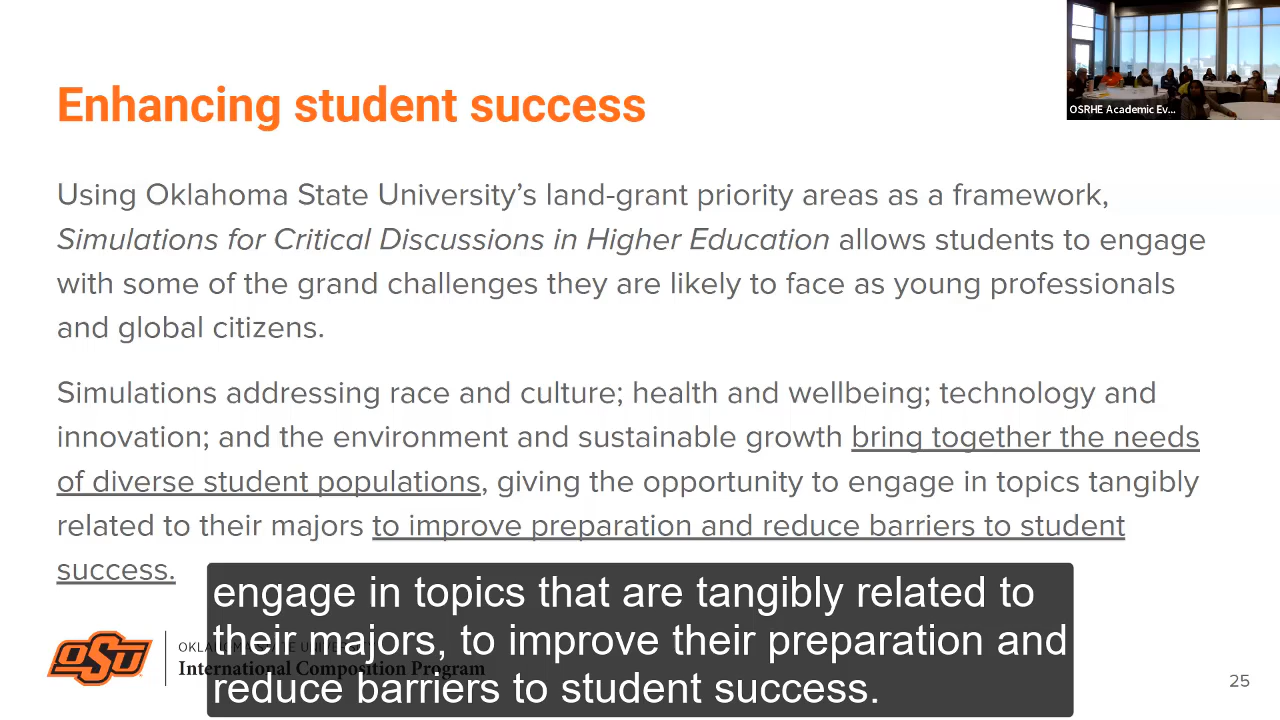 OSRHE Academic Ev...
Enhancing student success
Using Oklahoma State University’s land-grant priority areas as a framework,
Simulations for Critical Discussions in Higher Education allows students to engage
with some of the grand challenges they are likely to face as young professionals
and global citizens.
Simulations addressing race and culture; health and wellbeing; technology and
innovation; and the environment and sustainable growth bring together the needs
of diverse student populations, giving the opportunity to engage in topics tangibly
related to their majors to improve preparation and reduce barriers to student
success.
engage in topics that are tangibly related to
their majors, to improve their preparation and
reduce barriers to student success.
OSU
OKLAHOMA STATE UNIVERSITY
International Composition Program
25